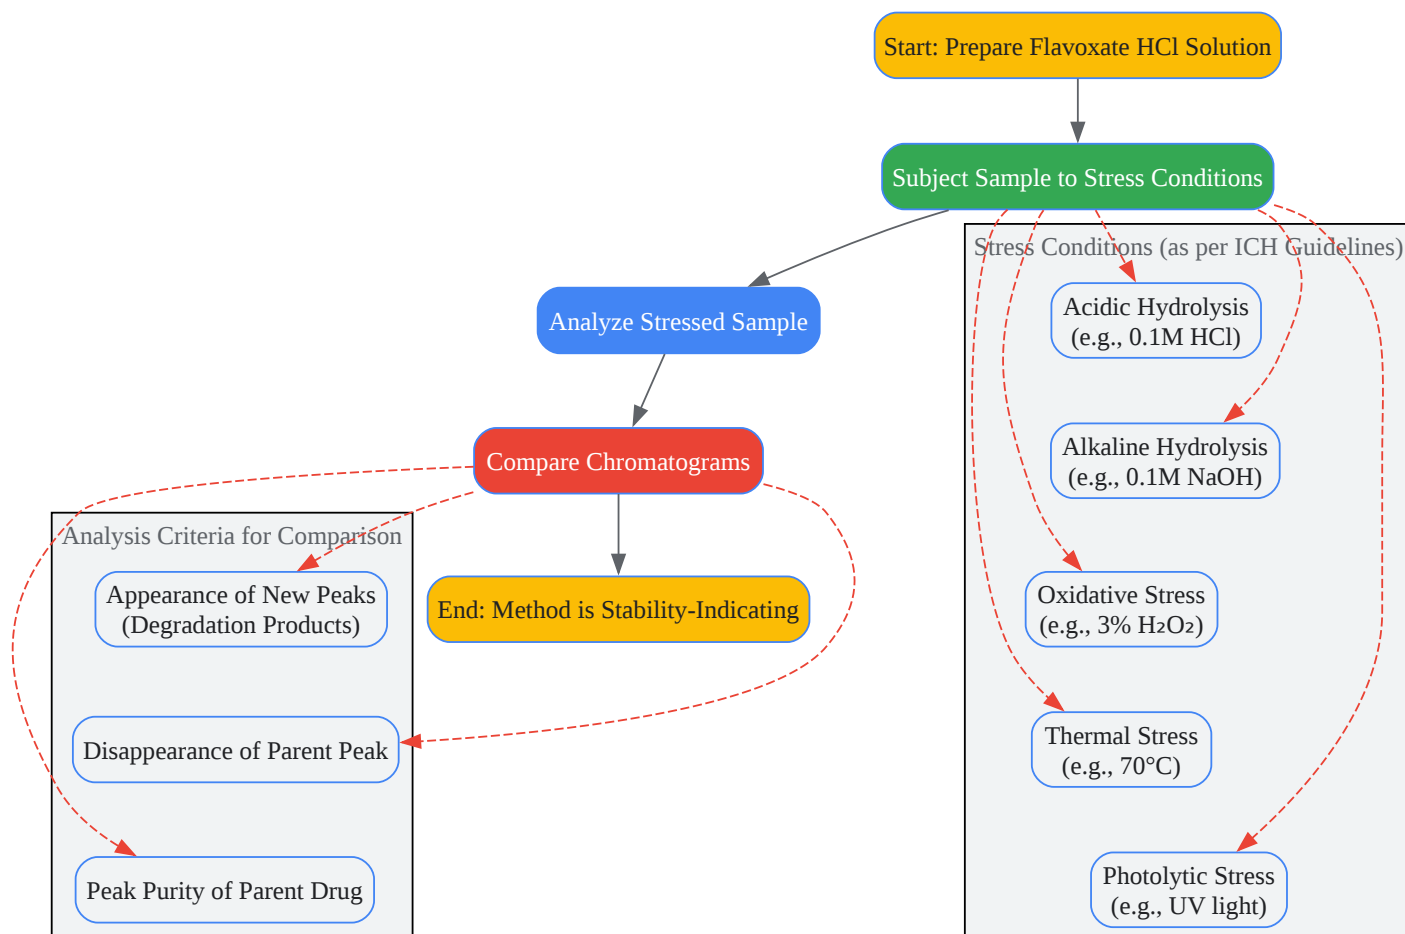 Start: Prepare Flavoxate HCl Solution
Subject Sample to Stress Conditions
Stress Conditions (as per ICH Guidelines)
Acidic Hydrolysis
(e.g., 0.1M HCl)
Analyze Stressed Sample
Alkaline Hydrolysis
(e.g., 0.1M NaOH)
Compare Chromatograms
Analysis Criteria for Comparison
Appearance of New Peaks
(Degradation Products)
End: Method is Stability-Indicating
Oxidative Stress
(e.g., 3% H₂O₂)
Disappearance of Parent Peak
Thermal Stress
(e.g., 70°C)
Peak Purity of Parent Drug
Photolytic Stress
(e.g., UV light)